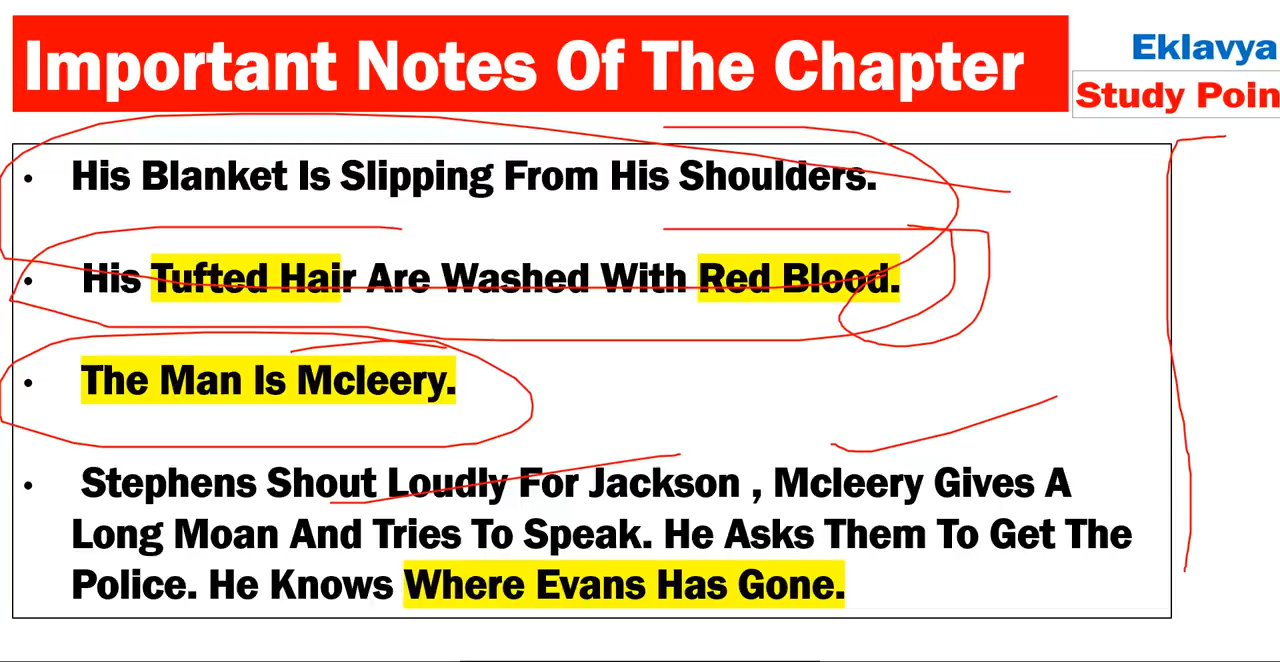 Important Notes Of The Chapter
Eklavya
Study Poin
• His Blanket Is Slipping From His Shoulders.
• His Tufted Hair Are Washed With Red Blood.
• The Man Is Mcleery.
• Stephens Shout Loudly For Jackson , Mcleery Gives A
Long Moan And Tries To Speak. He Asks Them To Get The
Police. He Knows Where Evans Has Gone.